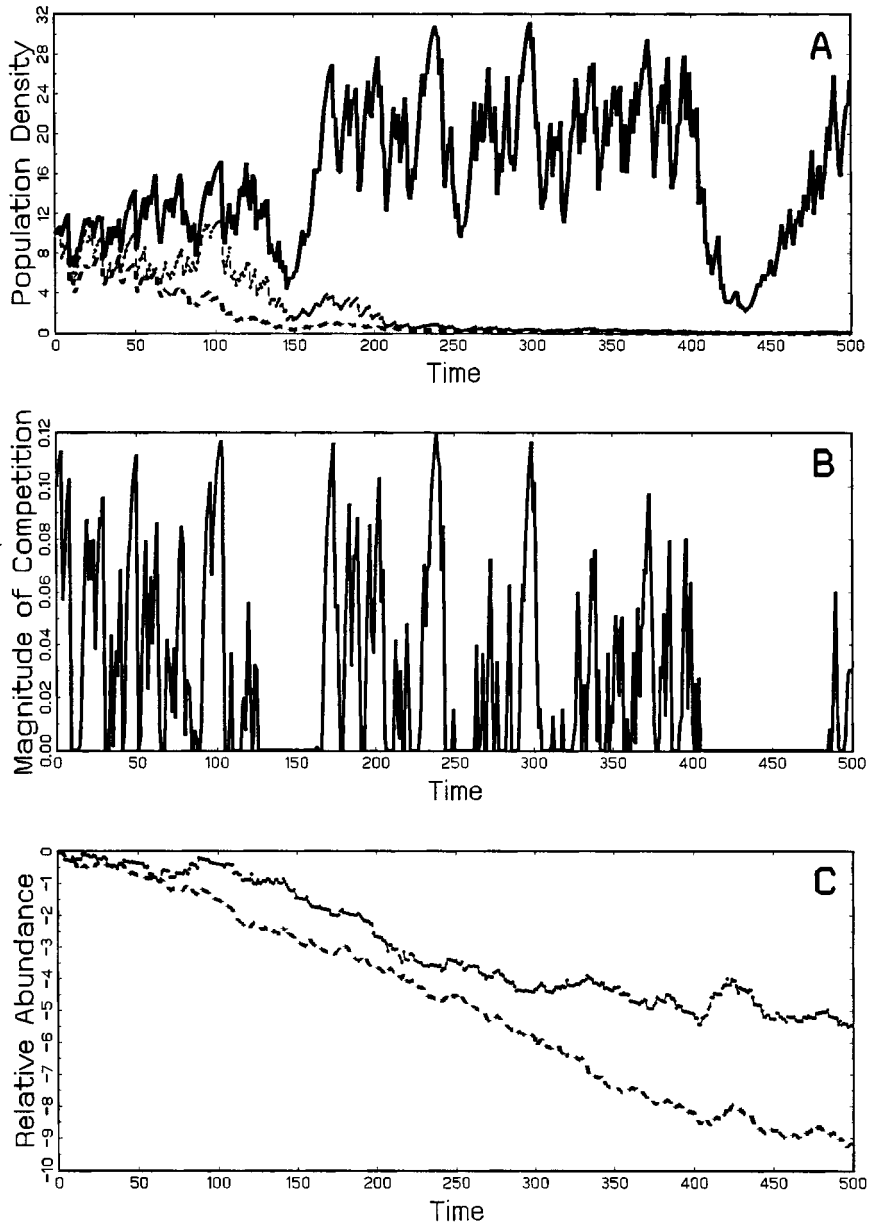 A
Population Density
32
28
24
20
16
12
8
4
0
0 50 100 150 200 250 300 350 400 450 500
Time
B
Magnitude of Competition
0.12
0.10
0.08
0.06
0.04
0.02
0.00
0.0 50 100 150 200 250 300 350 400 450 500
Time
C
Relative Abundance
0
-1
-2
-3
-4
-5
-6
-7
-8
-9
-10
0 50 100 150 200 250 300 350 400 450 500
Time